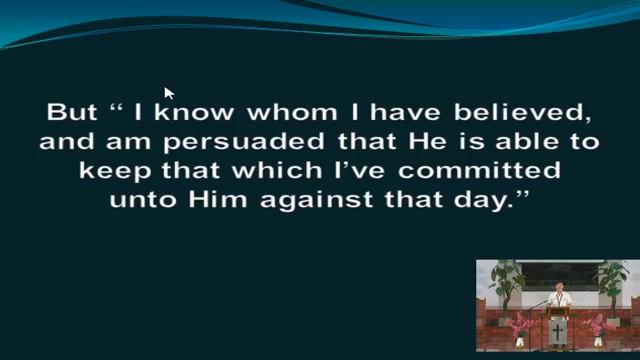 But “ I know whom I have believed,
and am persuaded that He is able to
keep that which I’ve committed
unto Him against that day.”